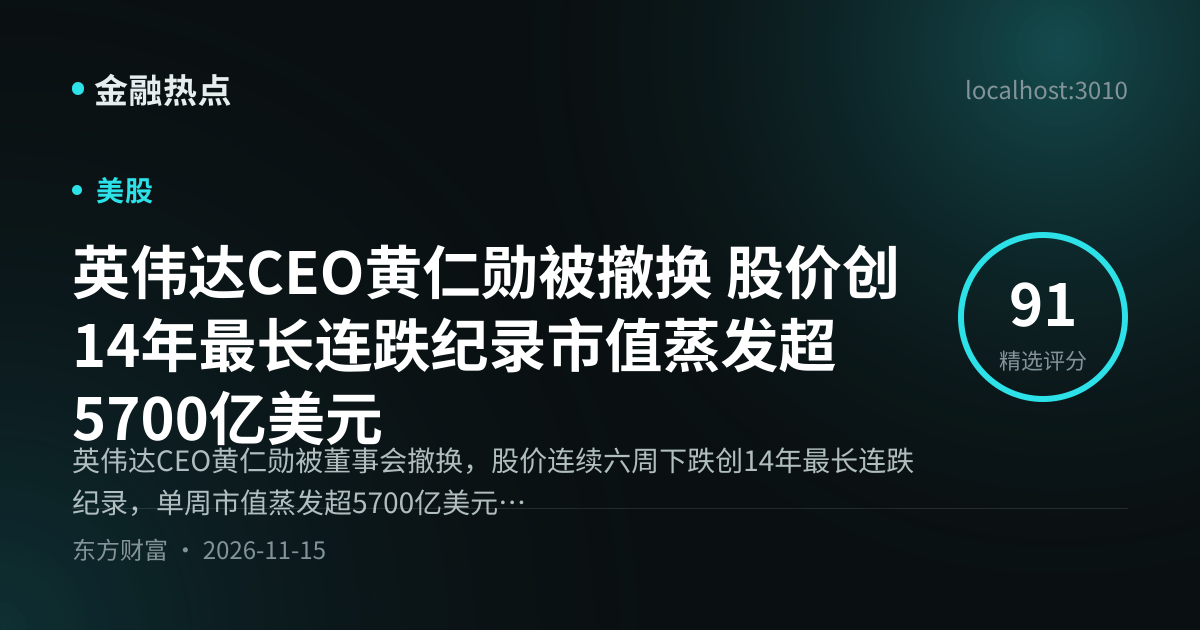 金融热点
localhost:3010
美股
英伟达CEO黄仁勋被撤换 股价创
14年最长连跌纪录市值蒸发超
5700亿美元
91
精选评分
英伟达CEO黄仁勋被董事会撤换，股价连续六周下跌创14年最长连跌
纪录，单周市值蒸发超5700亿美元…
东方财富 · 2026-11-15